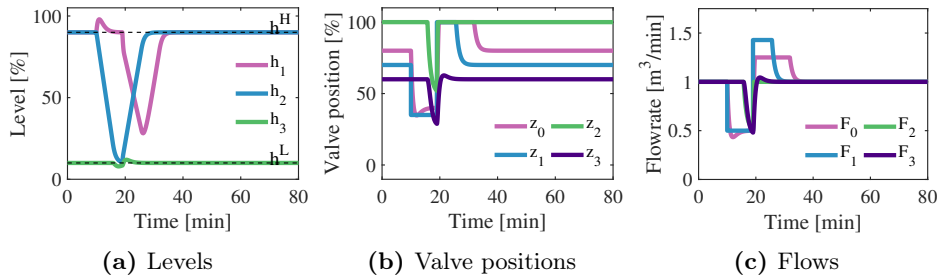 100
50
0
Level [%]
h^H
h_1
h_2
h_3
h^L
0 20 40 60 80
Time [min]
(a) Levels
100
50
0
Valve position [%]
z_0 z_2
z_1 z_3
0 20 40 60 80
Time [min]
(b) Valve positions
1.5
1
0.5
0
Flowrate [m^3/min]
F_0 F_2
F_1 F_3
0 20 40 60 80
Time [min]
(c) Flows